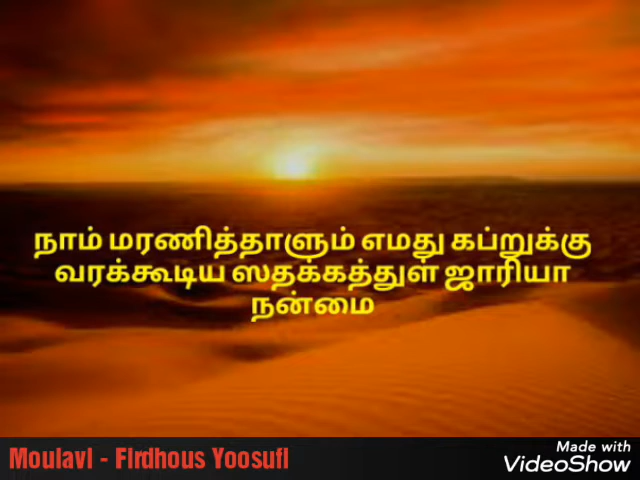 நாம் மரணித்தாளும் எமது கப்றுக்கு
வரக்கூடிய ஸதக்கத்துள் ஜாரியா
நன்மை
Moulavi - Firdhous Yoosufi
Made with
VideoShow